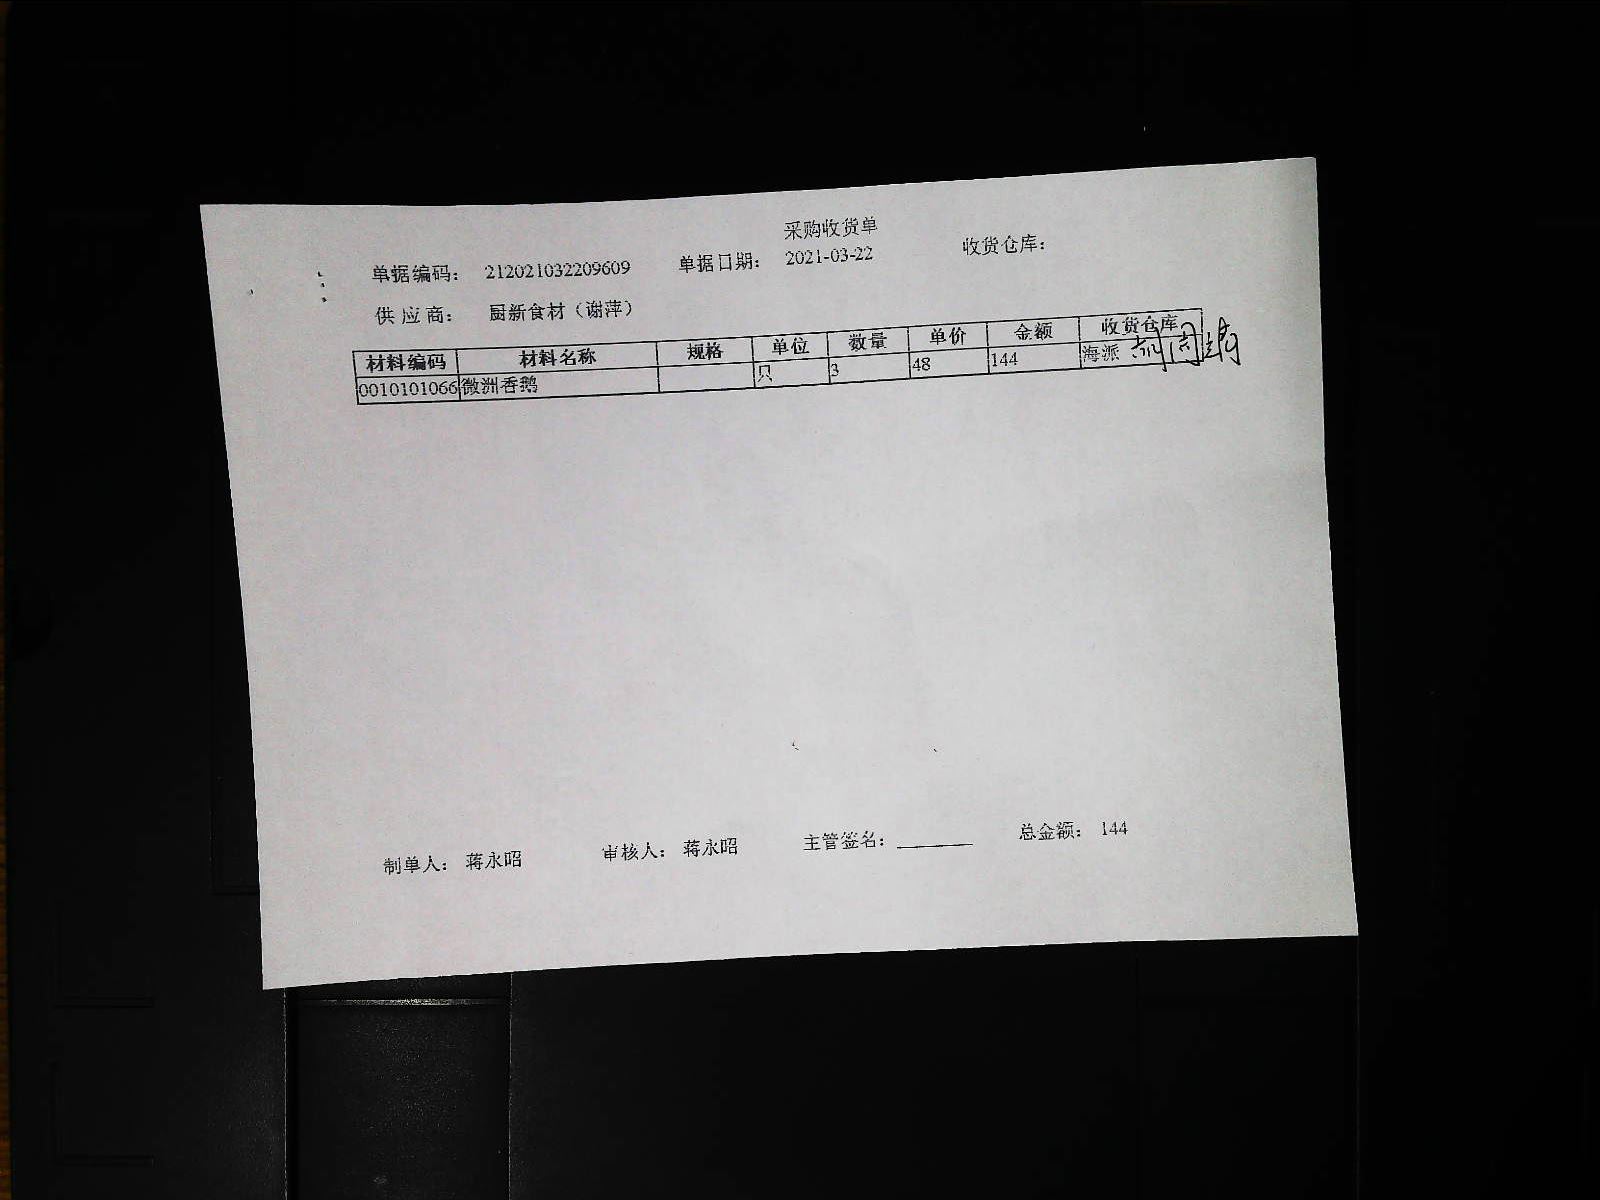 采购收货单
单据编码： 212021032209609 单据日期： 2021-03-22 收货仓库：
供 应 商： 厨新食材（谢萍）
材料编码 材料名称 规格 单位 数量 单价 金额 收货仓库
0010101066 微洲香鹅 只 3 48 144 海派
制单人： 蒋永昭 审核人： 蒋永昭 主管签名： 总金额： 144